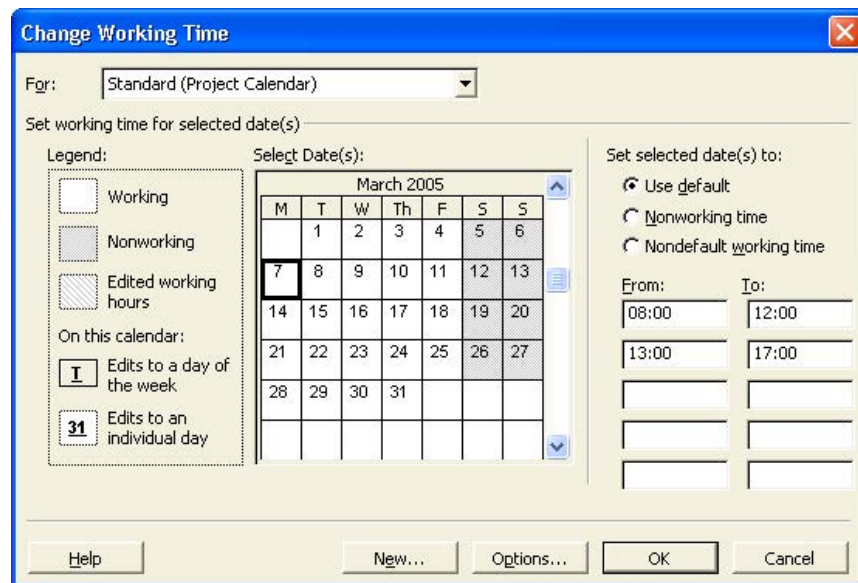 Change Working Time
For: Standard (Project Calendar)
Set working time for selected date(s)
Legend:
Working
Nonworking
Edited working
hours
On this calendar:
T Edits to a day of
the week
31 Edits to an
individual day
Select Date(s):
March 2005
M T W Th F S S
1 2 3 4 5 6
7 8 9 10 11 12 13
14 15 16 17 18 19 20
21 22 23 24 25 26 27
28 29 30 31
Set selected date(s) to:
Use default
Nonworking time
Nondefault working time
From: To:
08:00 12:00
13:00 17:00
Help New... Options... OK Cancel